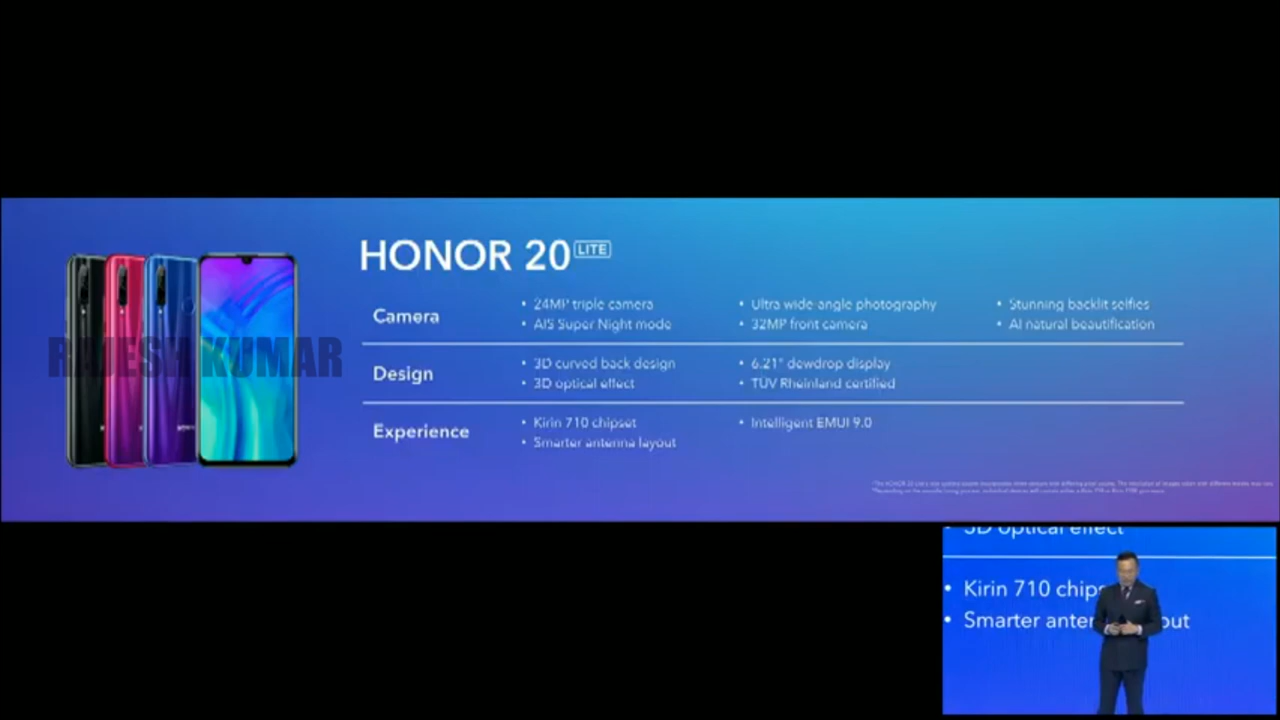 HONOR 20 LITE
Camera
• 24MP triple camera
• AIS Super Night mode
• Ultra wide-angle photography
• 32MP front camera
• Stunning backlit selfies
• AI natural beautification
RIMESH KUMAR
Design
• 3D curved back design
• 3D optical effect
• 6.21" dewdrop display
• TÜV Rheinland certified
Experience
• Kirin 710 chipset
• Smarter antenna layout
• Intelligent EMUI 9.0
• 3D optical effect
• Kirin 710 chips
• Smarter anten out